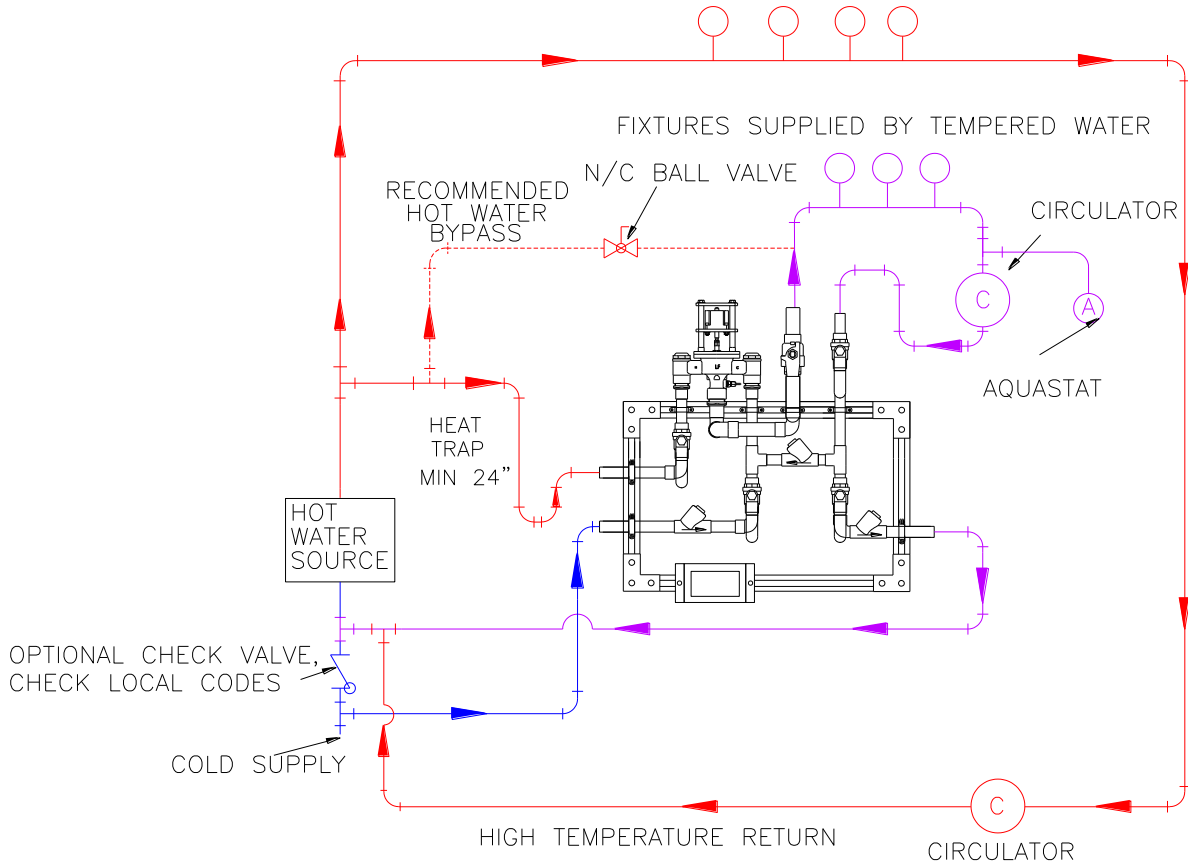 FIXTURES SUPPLIED BY TEMPERED WATER
N/C BALL VALVE
RECOMMENDED
HOT WATER
BYPASS
CIRCULATOR
C
A
AQUASTAT
HEAT
TRAP
MIN 24"
HOT
WATER
SOURCE
OPTIONAL CHECK VALVE,
CHECK LOCAL CODES
COLD SUPPLY
C
HIGH TEMPERATURE RETURN
CIRCULATOR